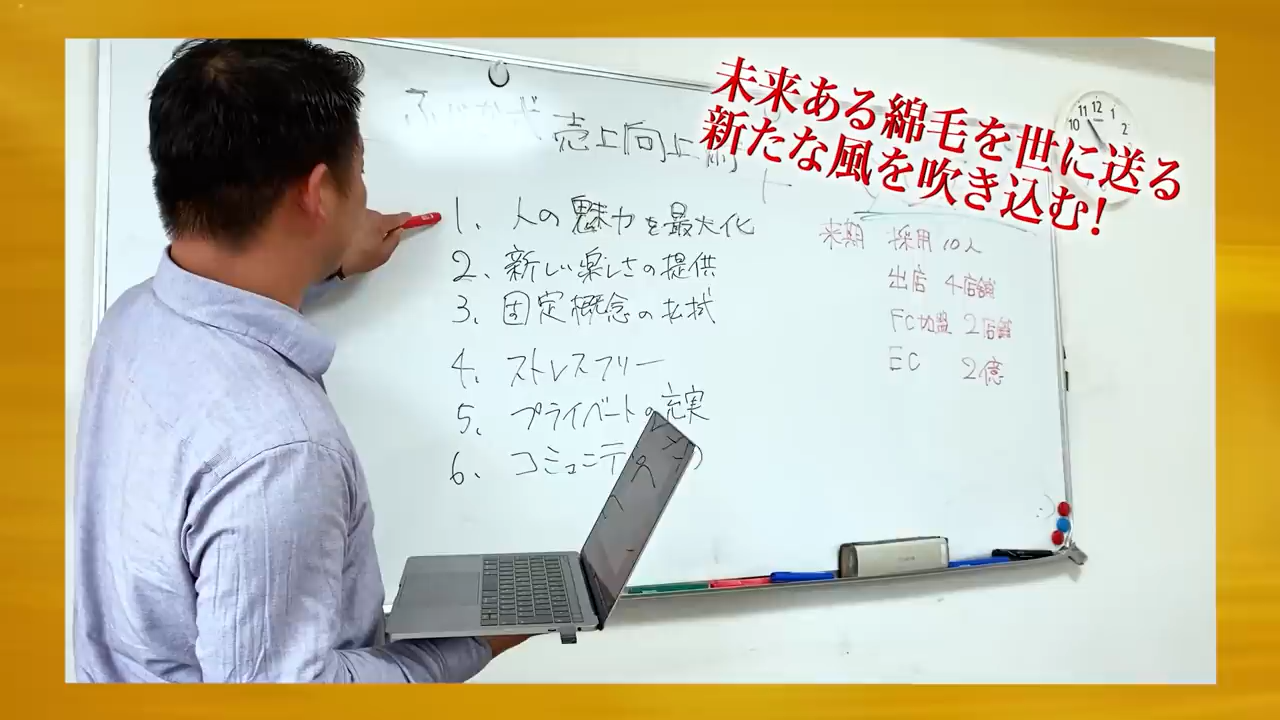 未来ある綿毛を世に送る
新たな風を吹き込む!
売上向上
1. 人の魅力を最大化
2、新しい楽しさの提供
3、固定概念の払拭
4、ストレスフリー
5、プライベートの充実
6、コミュニテ
来期 採用 10人
出店 4店舗
FC加盟 2店舗
EC 2億
10 11 12 1 2